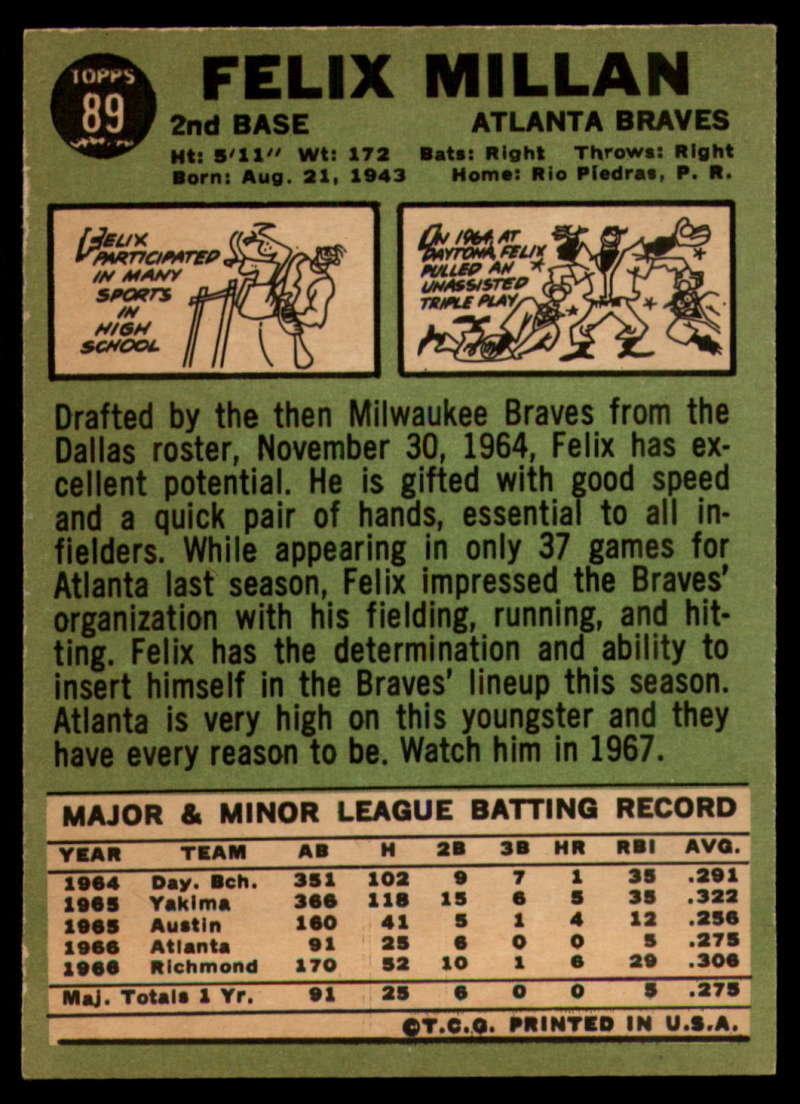 TOPPS
89
FELIX MILLAN
2nd BASE ATLANTA BRAVES
Ht: 5'11" Wt: 172 Bats: Right Throws: Right
Born: Aug. 21, 1943 Home: Rio Piedras, P. R.
FELIX
PARTICIPATED
IN MANY
SPORTS
IN
HIGH
SCHOOL
IN 1964, AT
DAYTONA, FELIX
PULLED AN
UNASSISTED
TRIPLE PLAY
Drafted by the then Milwaukee Braves from the
Dallas roster, November 30, 1964, Felix has ex-
cellent potential. He is gifted with good speed
and a quick pair of hands, essential to all in-
fielders. While appearing in only 37 games for
Atlanta last season, Felix impressed the Braves'
organization with his fielding, running, and hit-
ting. Felix has the determination and ability to
insert himself in the Braves' lineup this season.
Atlanta is very high on this youngster and they
have every reason to be. Watch him in 1967.
MAJOR & MINOR LEAGUE BATTING RECORD
YEAR TEAM AB H 2B 3B HR RBI AVG.
1964 Day. Bch. 351 102 9 7 1 35 .291
1965 Yakima 366 118 15 6 5 35 .322
1965 Austin 160 41 5 1 4 12 .256
1966 Atlanta 91 25 6 0 0 5 .275
1966 Richmond 170 52 10 1 6 29 .306
Maj. Totals 1 Yr. 91 25 6 0 0 5 .275
©T.C.G. PRINTED IN U.S.A.